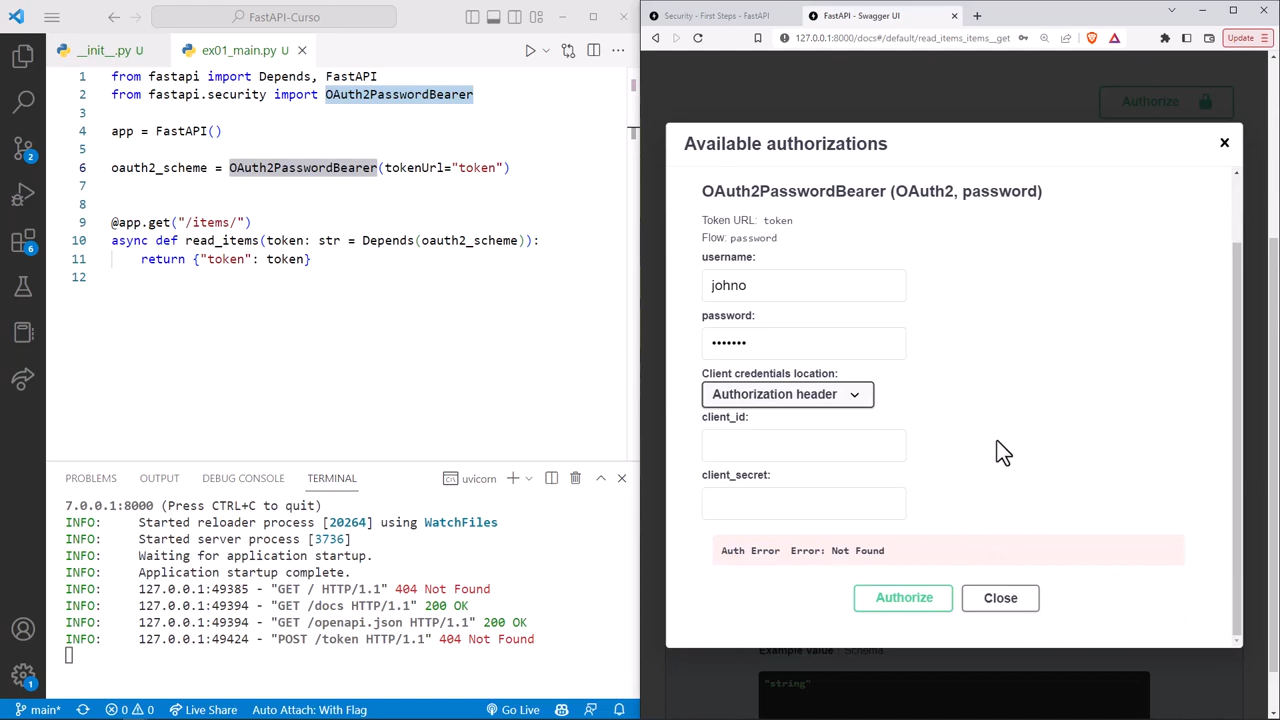 FastAPI-Curso
__init__.py U
ex01_main.py U
1 from fastapi import Depends, FastAPI
2 from fastapi.security import OAuth2PasswordBearer
3
4 app = FastAPI()
5
6 oauth2_scheme = OAuth2PasswordBearer(tokenUrl="token")
7
8
9 @app.get("/items/")
10 async def read_items(token: str = Depends(oauth2_scheme)):
11 return {"token": token}
12
2
6
1
PROBLEMS OUTPUT DEBUG CONSOLE TERMINAL uvicorn
7.0.0.1:8000 (Press CTRL+C to quit)
INFO: Started reloader process [20264] using WatchFiles
INFO: Started server process [3736]
INFO: Waiting for application startup.
INFO: Application startup complete.
INFO: 127.0.0.1:49385 - "GET / HTTP/1.1" 404 Not Found
INFO: 127.0.0.1:49394 - "GET /docs HTTP/1.1" 200 OK
INFO: 127.0.0.1:49394 - "GET /openapi.json HTTP/1.1" 200 OK
INFO: 127.0.0.1:49424 - "POST /token HTTP/1.1" 404 Not Found
main* 0 0 Live Share Auto Attach: With Flag Go Live
Security - First Steps - FastAPI
FastAPI - Swagger UI
127.0.0.1:8000/docs#/default/read_items_items__get
Update
Authorize
Available authorizations
OAuth2PasswordBearer (OAuth2, password)
Token URL: token
Flow: password
username:
johno
password:
•••••••
Client credentials location:
Authorization header
client_id:
client_secret:
Auth Error Error: Not Found
Authorize Close
Example Value Schema
"string"